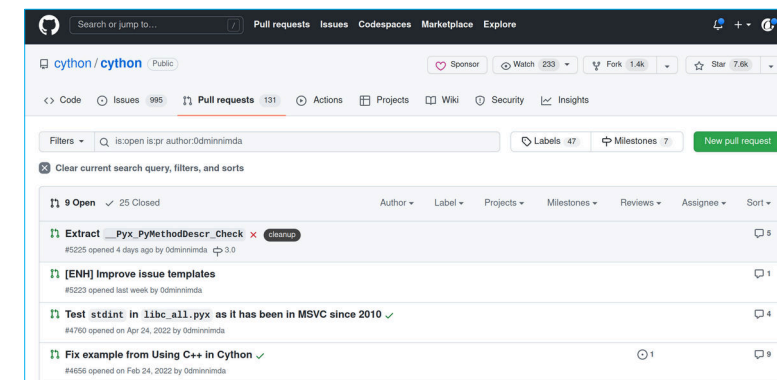 Search or jump to... / Pull requests Issues Codespaces Marketplace Explore
cython / cython Public Sponsor Watch 233 Fork 1.4k Star 7.6k
Code Issues 995 Pull requests 131 Actions Projects Wiki Security Insights
Filters is:open is:pr author:0dminnimda Labels 47 Milestones 7 New pull request
Clear current search query, filters, and sorts
9 Open 25 Closed Author Label Projects Milestones Reviews Assignee Sort
Extract __Pyx_PyMethodDescr_Check cleanup 5
#5225 opened 4 days ago by 0dminnimda 3.0
[ENH] Improve issue templates 1
#5223 opened last week by 0dminnimda
Test stdint in libc_all.pyx as it has been in MSVC since 2010 4
#4760 opened on Apr 24, 2022 by 0dminnimda
Fix example from Using C++ in Cython 1 9
#4656 opened on Feb 24, 2022 by 0dminnimda